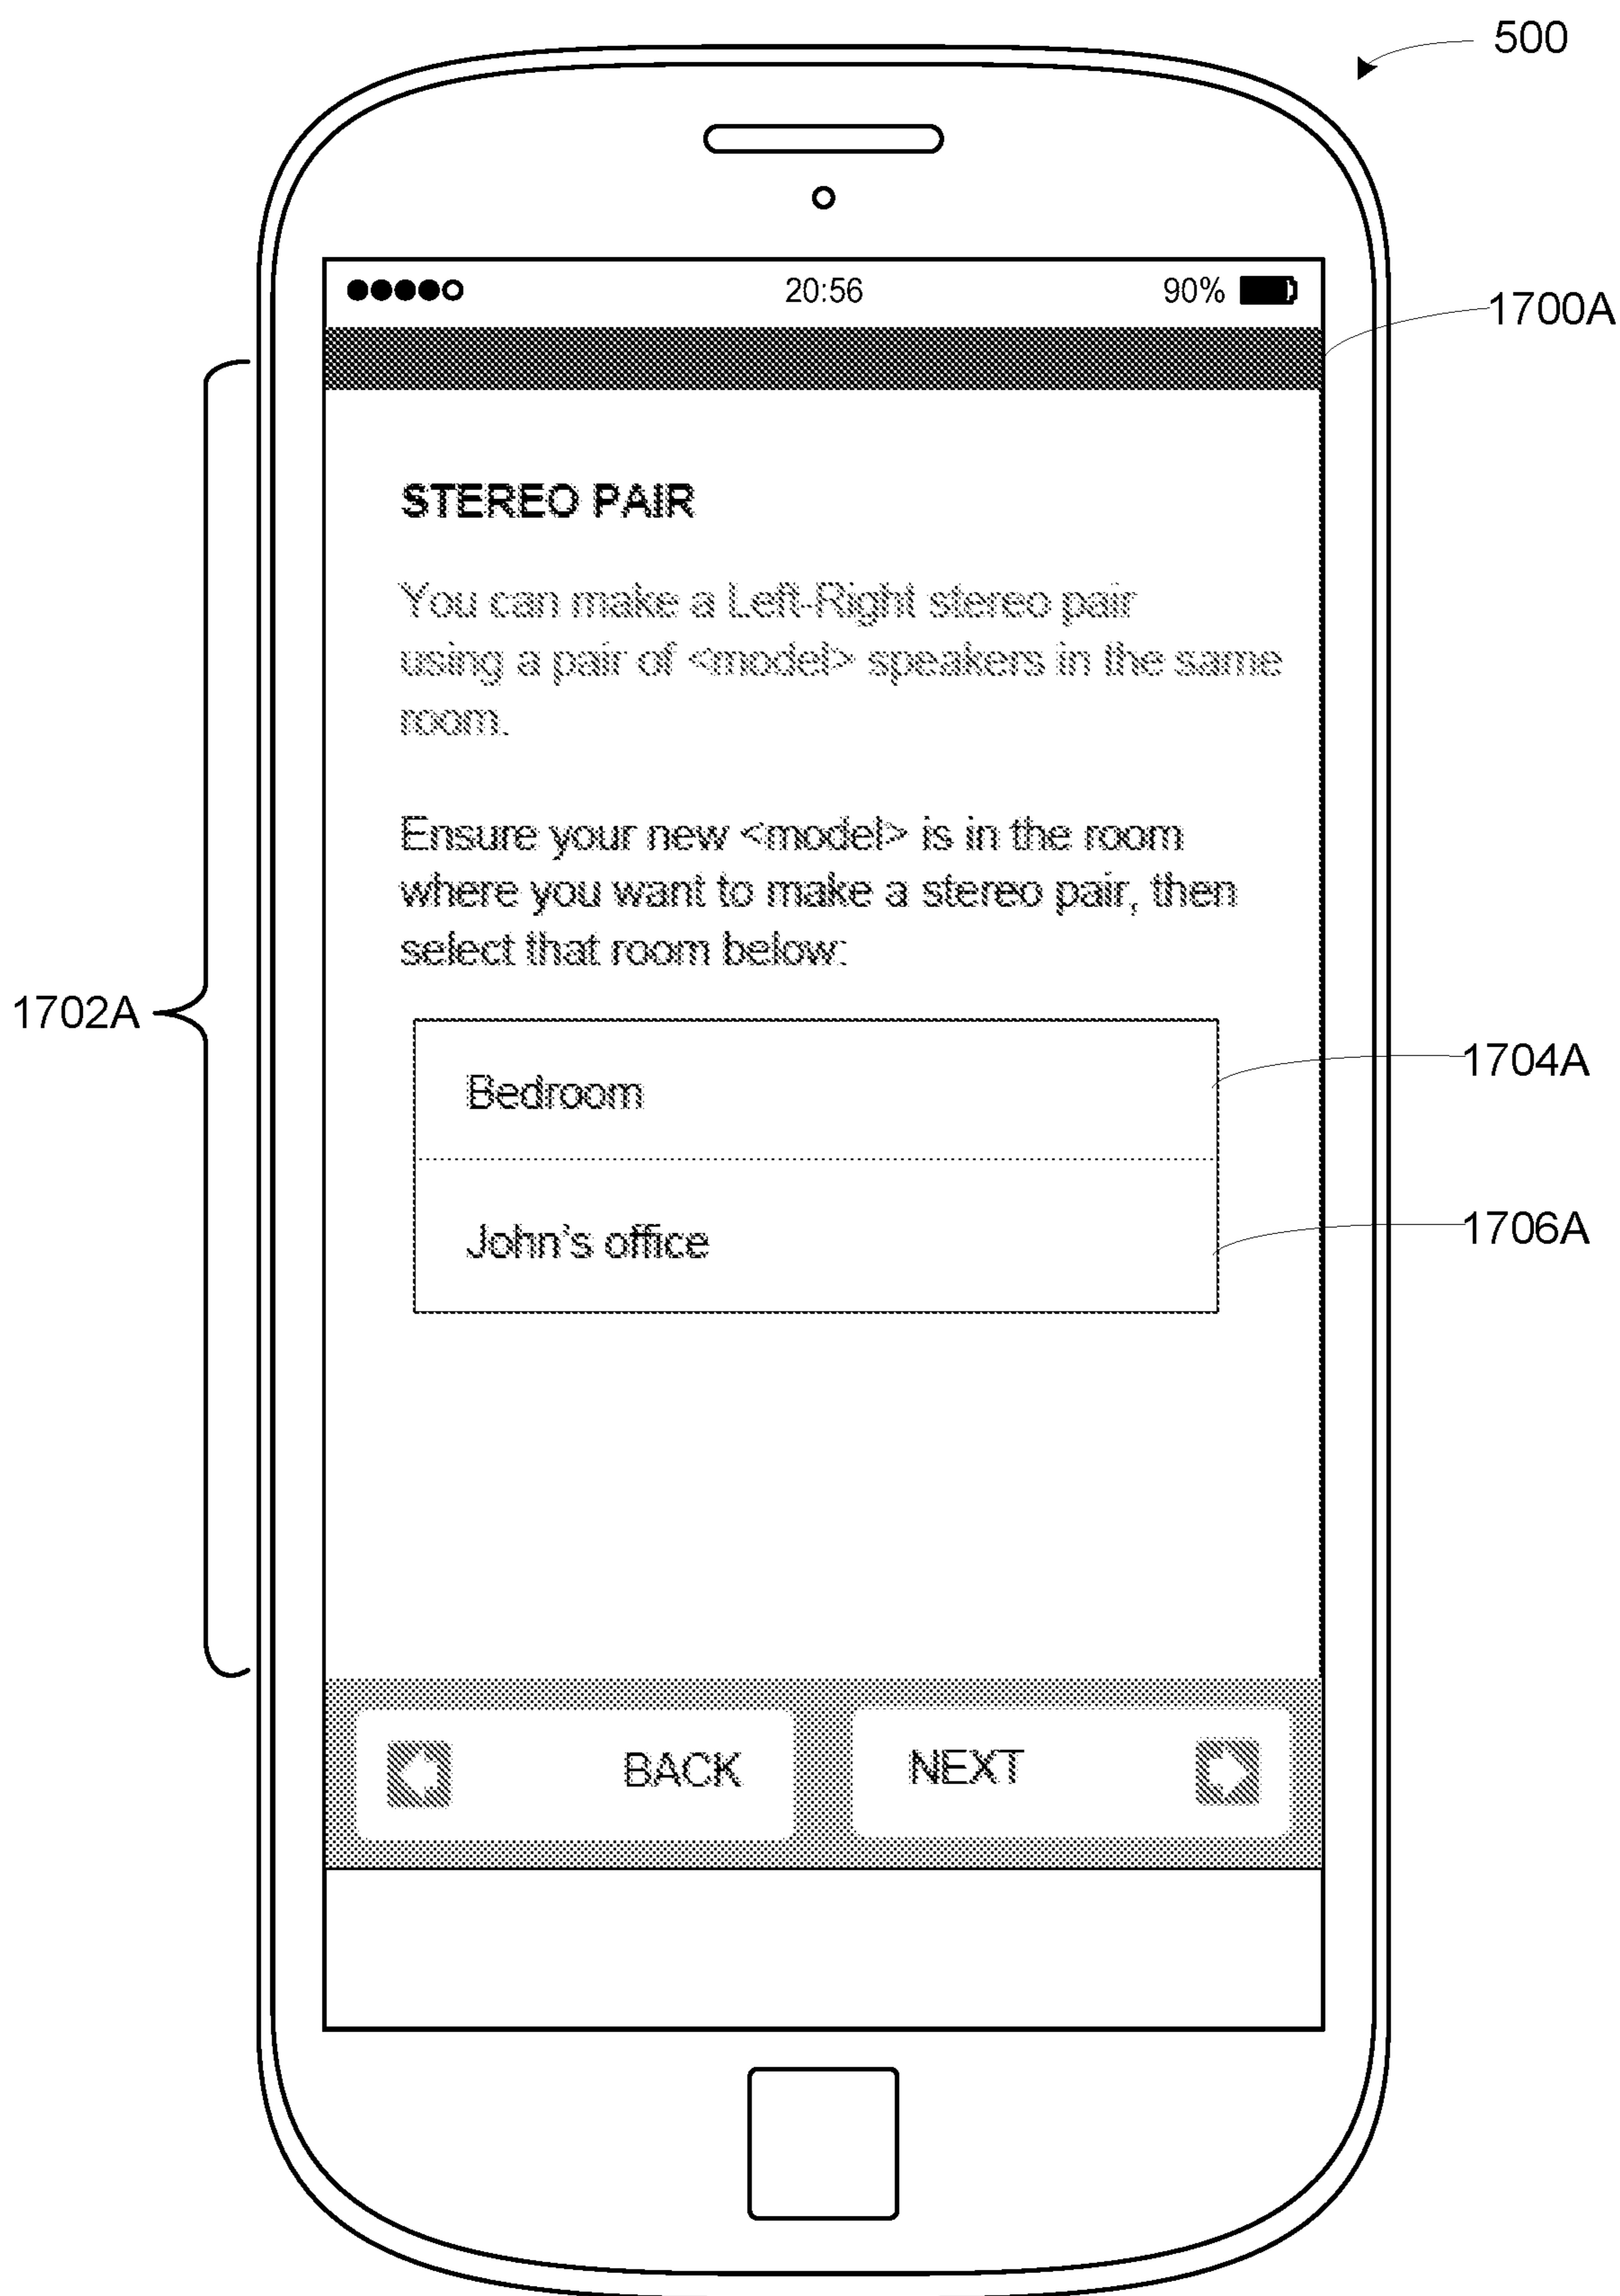 500
20:56
90%
1700A
STEREO PAIR
You can make a Left-Right stereo pair
using a pair of <model> speakers in the same
room.
Ensure your new <model> is in the room
where you want to make a stereo pair, then
select that room below:
1702A
Bedroom
1704A
John's office
1706A
BACK
NEXT